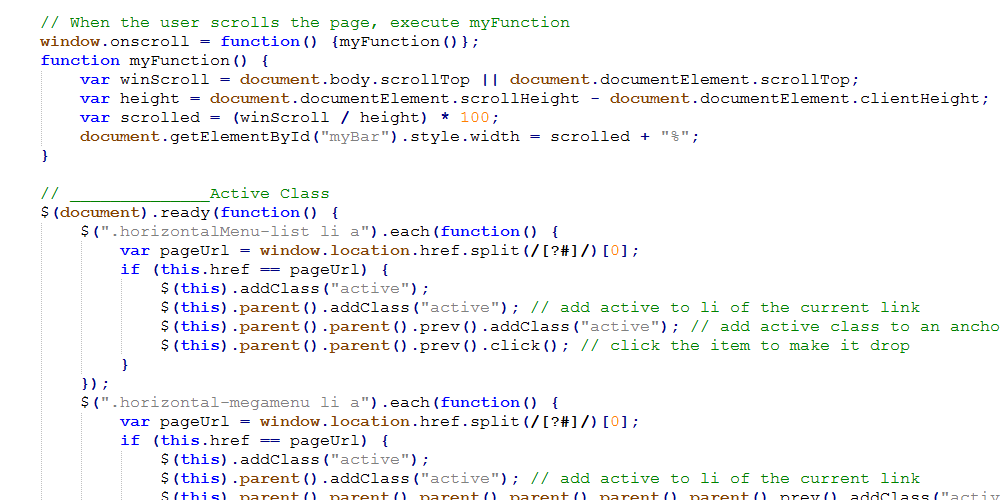 // When the user scrolls the page, execute myFunction
window.onscroll = function() {myFunction()};
function myFunction() {
    var winScroll = document.body.scrollTop || document.documentElement.scrollTop;
    var height = document.documentElement.scrollHeight - document.documentElement.clientHeight;
    var scrolled = (winScroll / height) * 100;
    document.getElementById("myBar").style.width = scrolled + "%";
}
// ______________Active Class
$(document).ready(function() {
    $(".horizontalMenu-list li a").each(function() {
        var pageUrl = window.location.href.split(/[?#]/)[0];
        if (this.href == pageUrl) {
            $(this).addClass("active");
            $(this).parent().addClass("active"); // add active to li of the current link
            $(this).parent().parent().prev().addClass("active"); // add active class to an ancho
            $(this).parent().parent().prev().click(); // click the item to make it drop
        }
    });
    $(".horizontal-megamenu li a").each(function() {
        var pageUrl = window.location.href.split(/[?#]/)[0];
        if (this.href == pageUrl) {
            $(this).addClass("active");
            $(this).parent().addClass("active"); // add active to li of the current link
            $(this).parent().parent().parent().parent().parent().parent().prev().addClass("activ